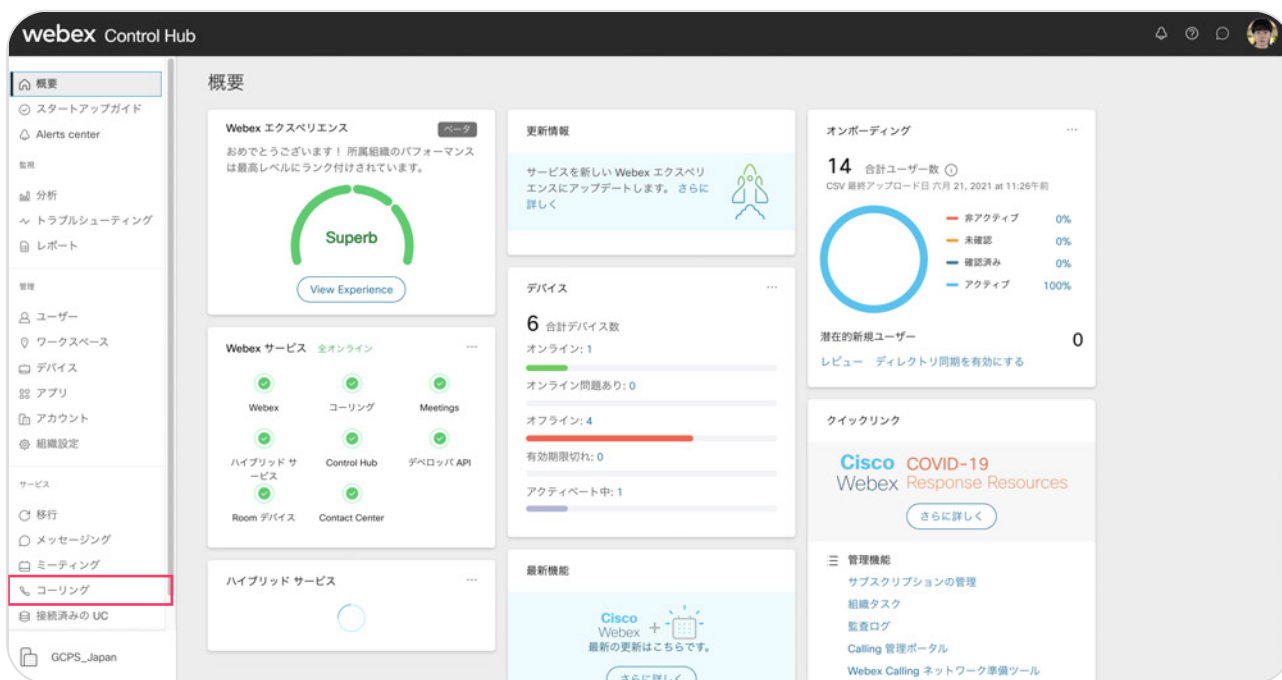 webex Control Hub
概要
スタートアップガイド
Alerts center
監視
分析
トラブルシューティング
レポート
管理
ユーザー
ワークスペース
デバイス
アプリ
アカウント
組織設定
サービス
移行
メッセージング
ミーティング
コーリング
接続済みの UC
GCPS_Japan
概要
Webex エクスペリエンス
ベータ
おめでとうございます！ 所属組織のパフォーマンス
は最高レベルにランク付けされています。
Superb
View Experience
Webex サービス 全オンライン
Webex
コーリング
Meetings
ハイブリッド サ
ービス
Control Hub
デベロッパ API
Room デバイス
Contact Center
ハイブリッド サービス
更新情報
サービスを新しい Webex エクスペリ
エンスにアップデートします。 さらに
詳しく
デバイス
6 合計デバイス数
オンライン: 1
オンライン問題あり: 0
オフライン: 4
有効期限切れ: 0
アクティベート中: 1
最新機能
Cisco
Webex
最新の更新はこちらです。
さらに詳しく
オンボーディング
14 合計ユーザー数
CSV 最終アップロード日 六月 21, 2021 at 11:26午前
非アクティブ 0%
未確認 0%
確認済み 0%
アクティブ 100%
潜在的新規ユーザー 0
レビュー ディレクトリ同期を有効にする
クイックリンク
Cisco COVID-19
Webex Response Resources
さらに詳しく
管理機能
サブスクリプションの管理
組織タスク
監査ログ
Calling 管理ポータル
Webex Calling ネットワーク準備ツール